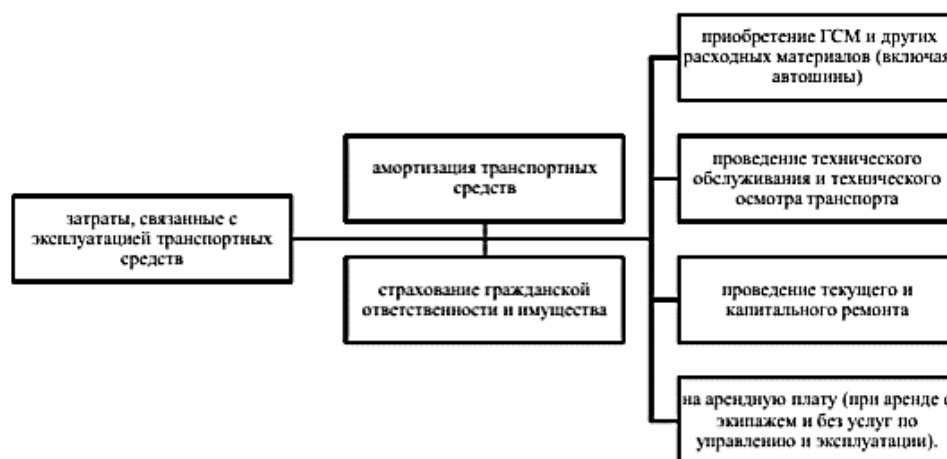 затраты, связанные с
эксплуатацией транспортных
средств
амортизация транспортных
средств
страхование гражданской
ответственности и имущества
приобретение ГСМ и других
расходных материалов (включая
автошины)
проведение технического
обслуживания и технического
осмотра транспорта
проведение текущего и
капитального ремонта
на арендную плату (при аренде с
экипажем и без услуг по
управлению и эксплуатации).